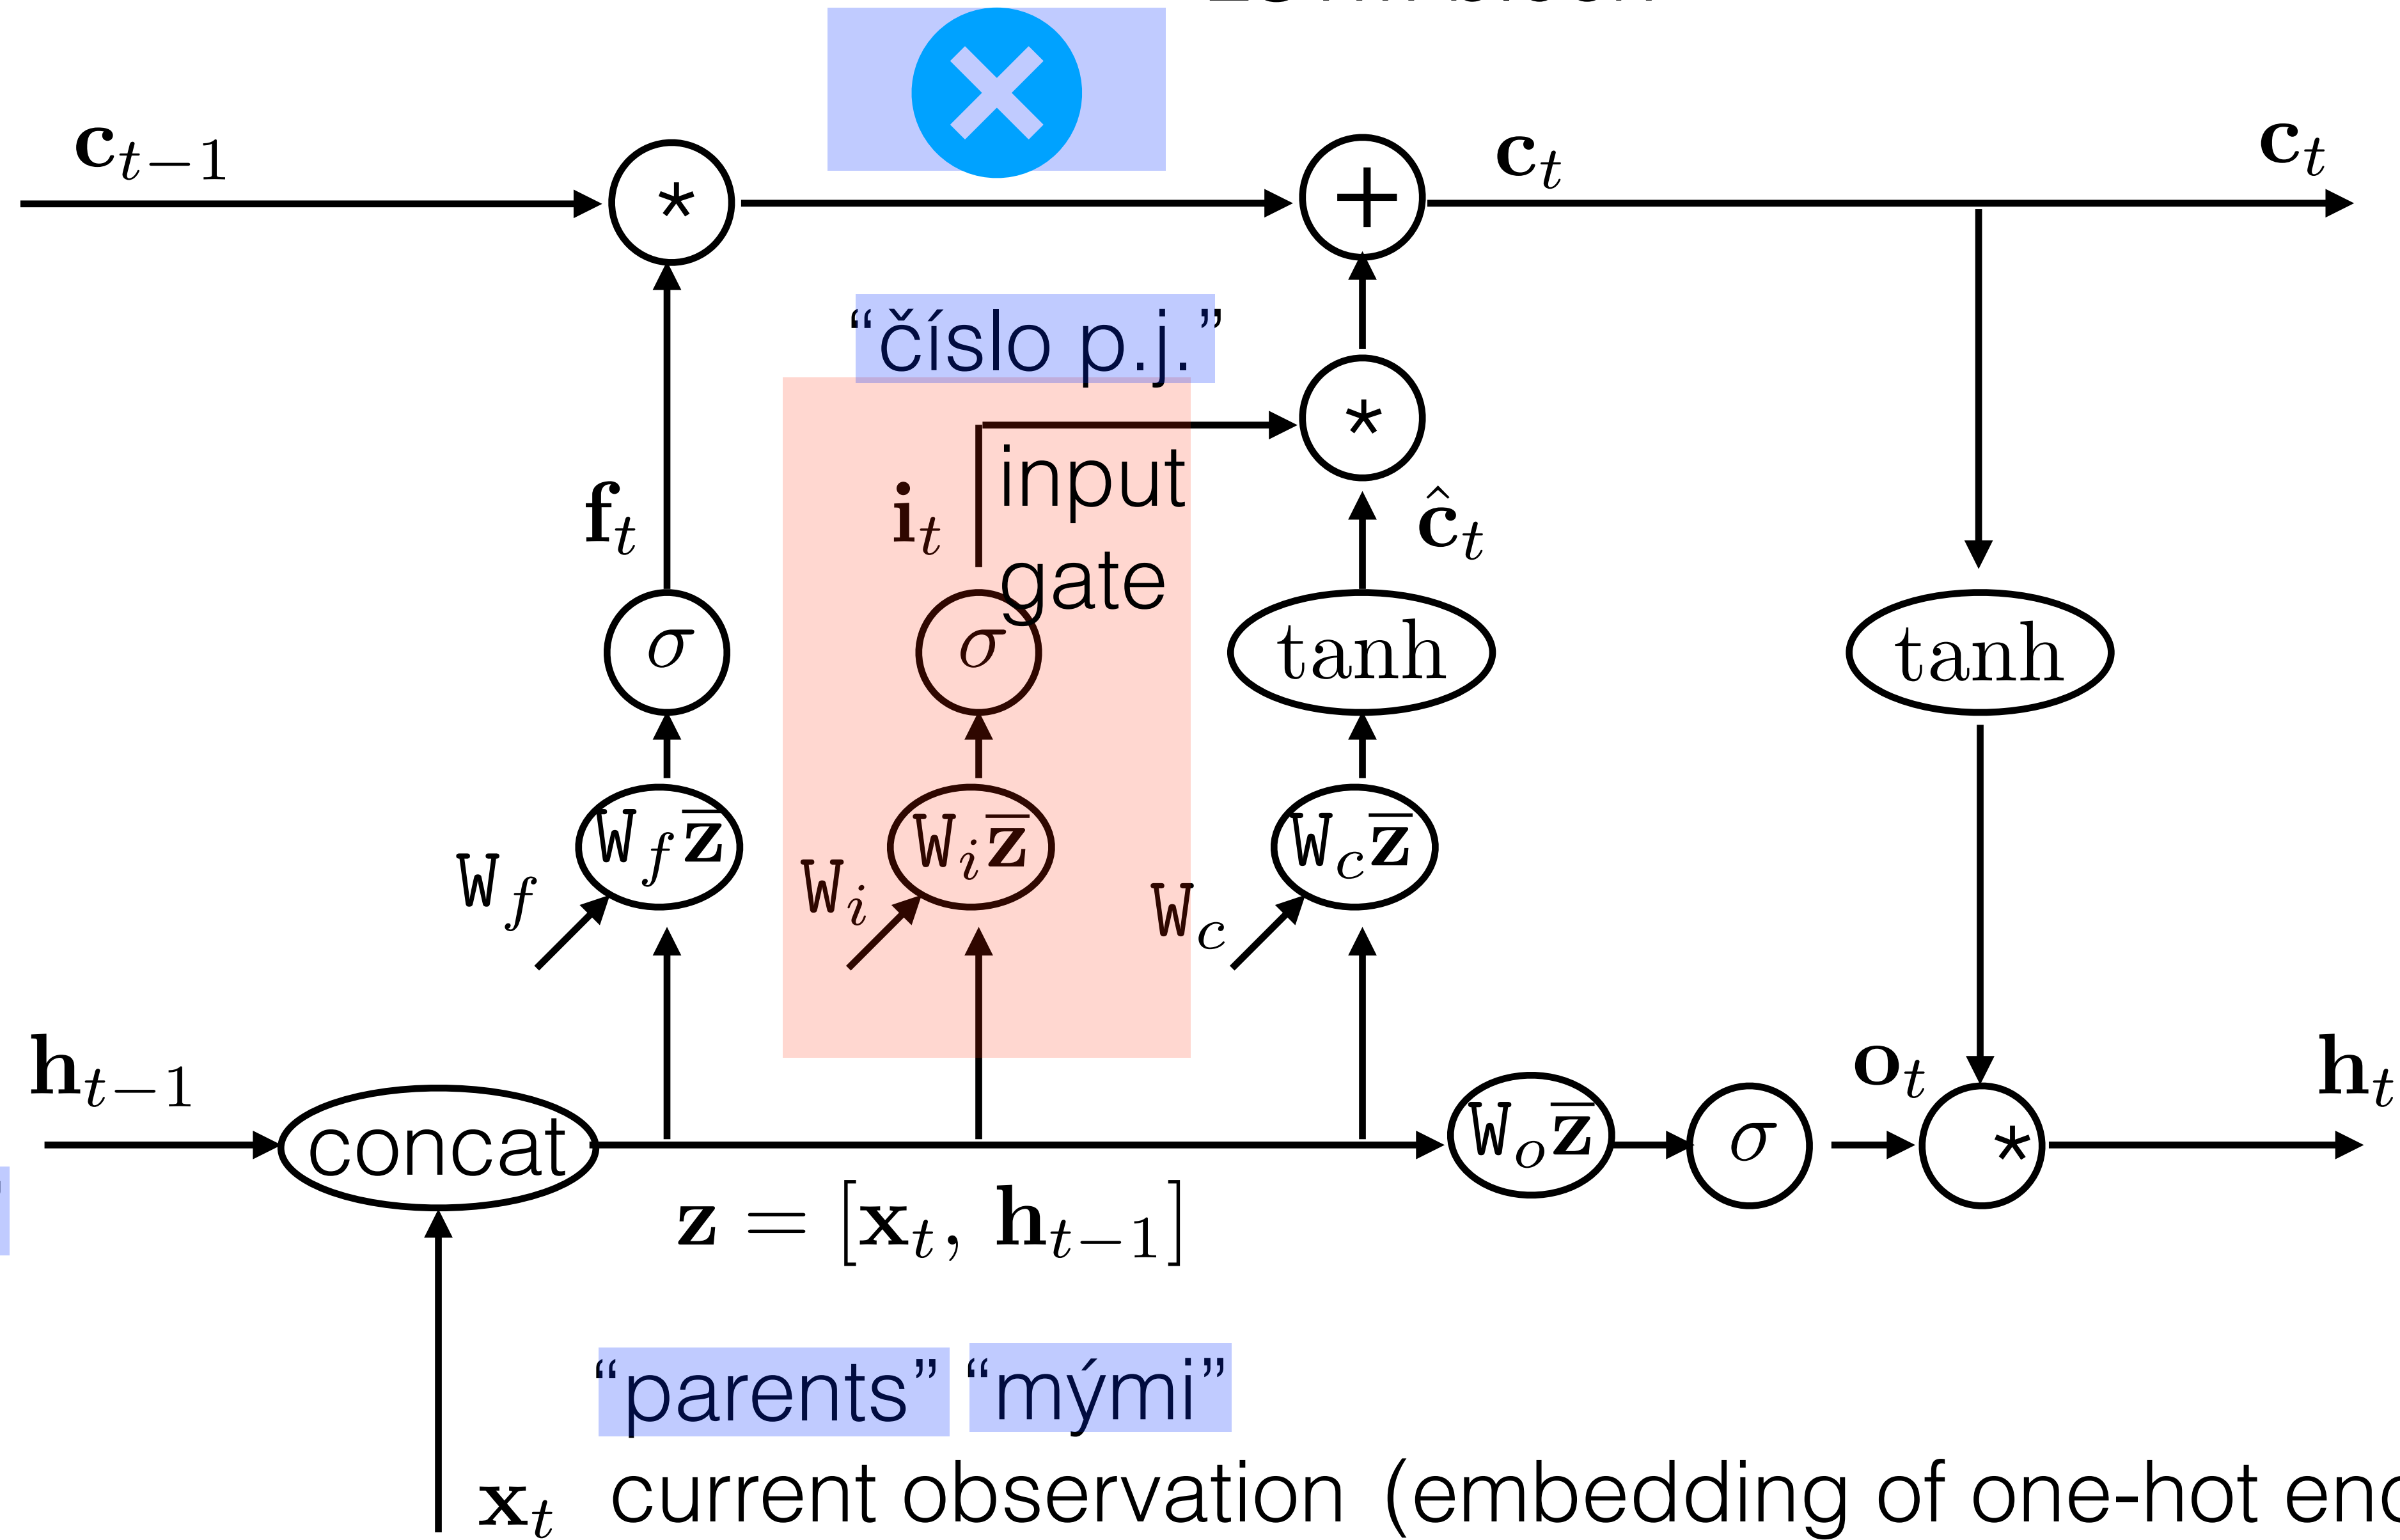 c_{t-1}
*
+
c_t
c_t
“číslo p.j.”
*
input
gate
f_t
i_t
ĉ_t
σ
σ
tanh
tanh
W_f z̅
W_i z̅
W_c z̅
W_f
W_i
W_c
h_{t-1}
o_t
h_t
concat
W_o z̅
σ
*
z = [x_t, h_{t-1}]
“parents” “mými”
x_t current observation (embedding of one-hot